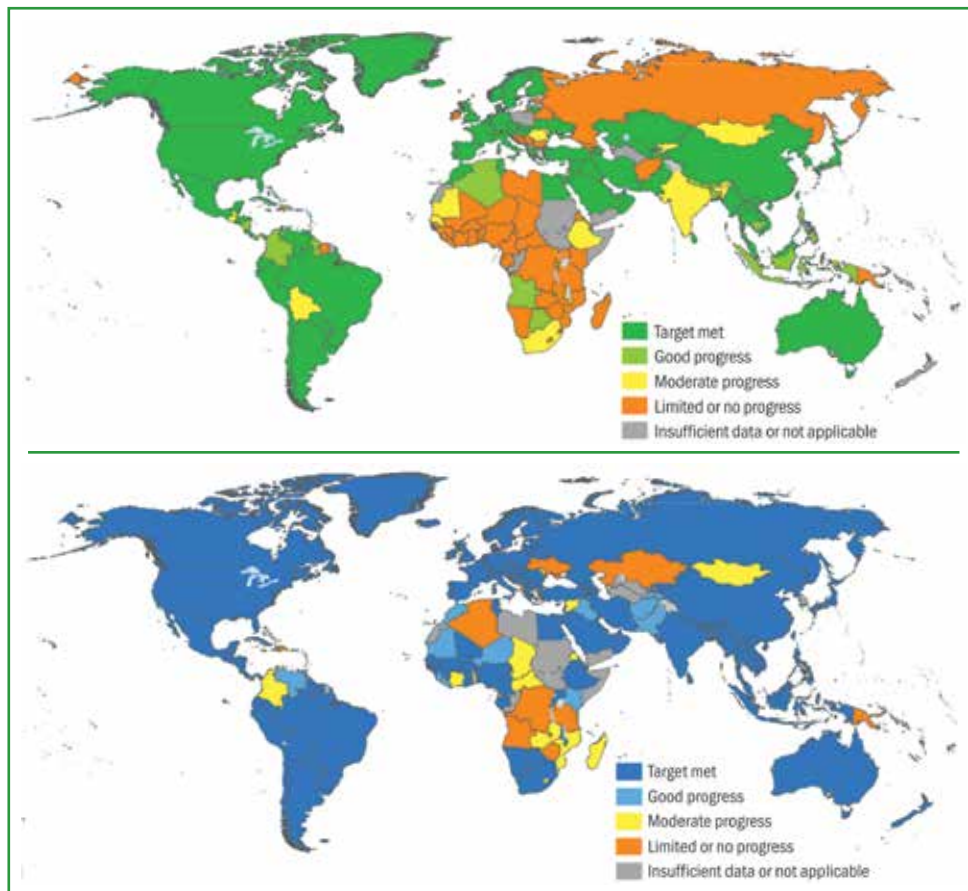 Target met
Good progress
Moderate progress
Limited or no progress
Insufficient data or not applicable
Target met
Good progress
Moderate progress
Limited or no progress
Insufficient data or not applicable